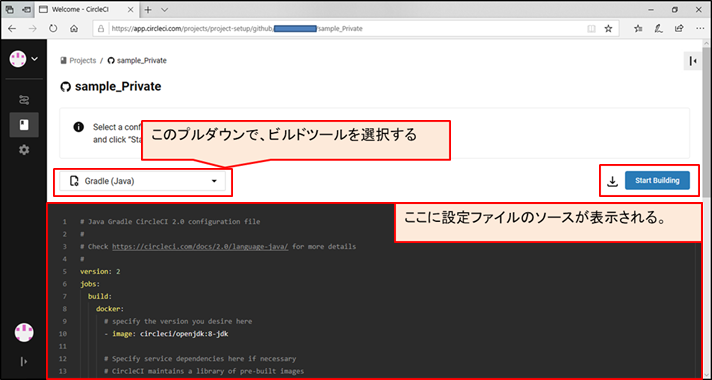 Welcome - CircleCI
https://app.circleci.com/projects/project-setup/github/ /sample_Private
Projects / sample_Private
sample_Private
Select a conf
and click "Sta
このプルダウンで、ビルドツールを選択する
Gradle (Java)
Start Building
ここに設定ファイルのソースが表示される。
1 # Java Gradle CircleCI 2.0 configuration file
2 #
3 # Check https://circleci.com/docs/2.0/language-java/ for more details
4 #
5 version: 2
6 jobs:
7 build:
8 docker:
9 # specify the version you desire here
10 - image: circleci/openjdk:8-jdk
11
12 # Specify service dependencies here if necessary
13 # CircleCI maintains a library of pre-built images